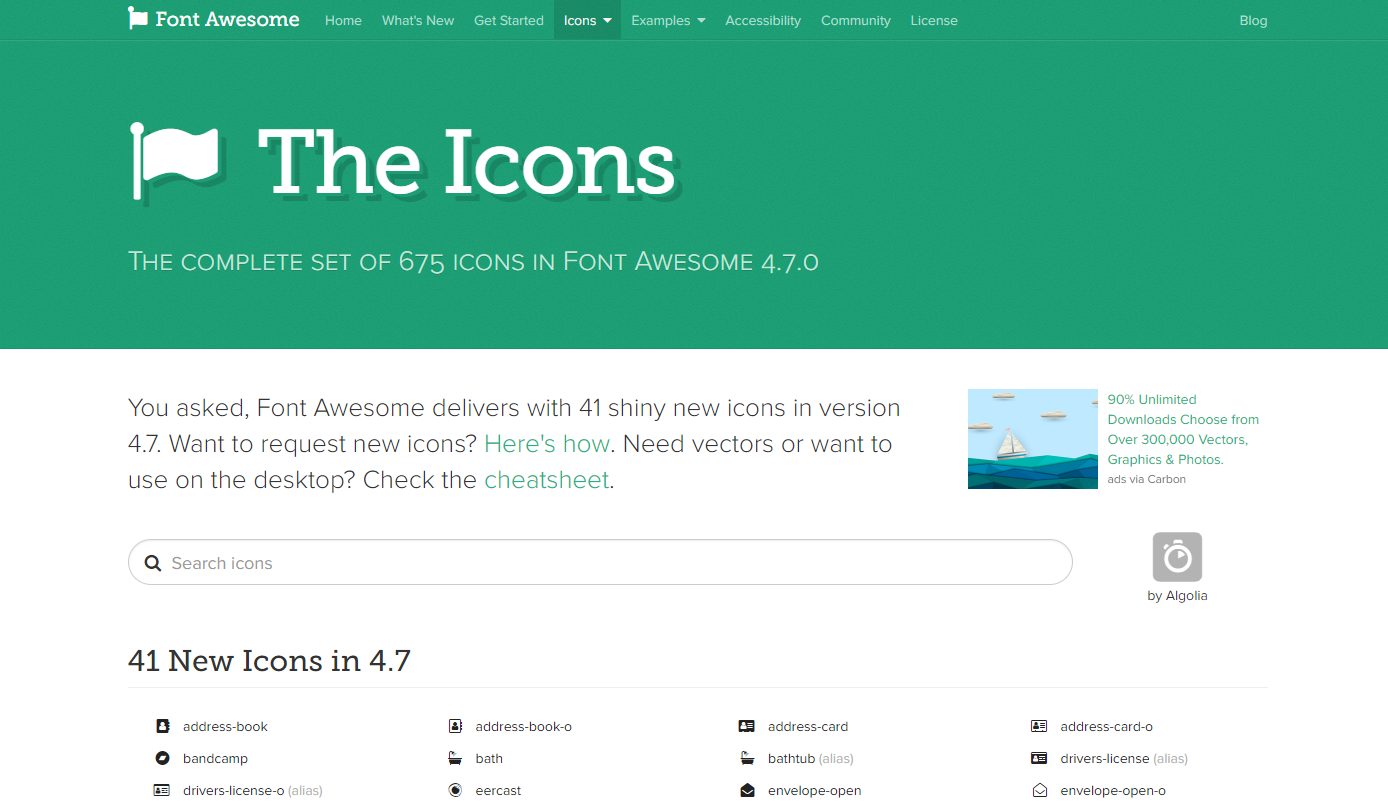 Font Awesome Home What's New Get Started Icons Examples Accessibility Community License Blog
The Icons
The complete set of 675 icons in Font Awesome 4.7.0
You asked, Font Awesome delivers with 41 shiny new icons in version
4.7. Want to request new icons? Here's how. Need vectors or want to
use on the desktop? Check the cheatsheet.
90% Unlimited
Downloads Choose from
Over 300,000 Vectors,
Graphics & Photos.
ads via Carbon
Search icons
by Algolia
41 New Icons in 4.7
address-book address-book-o address-card address-card-o
bandcamp bath bathtub (alias) drivers-license (alias)
drivers-license-o (alias) eercast envelope-open envelope-open-o